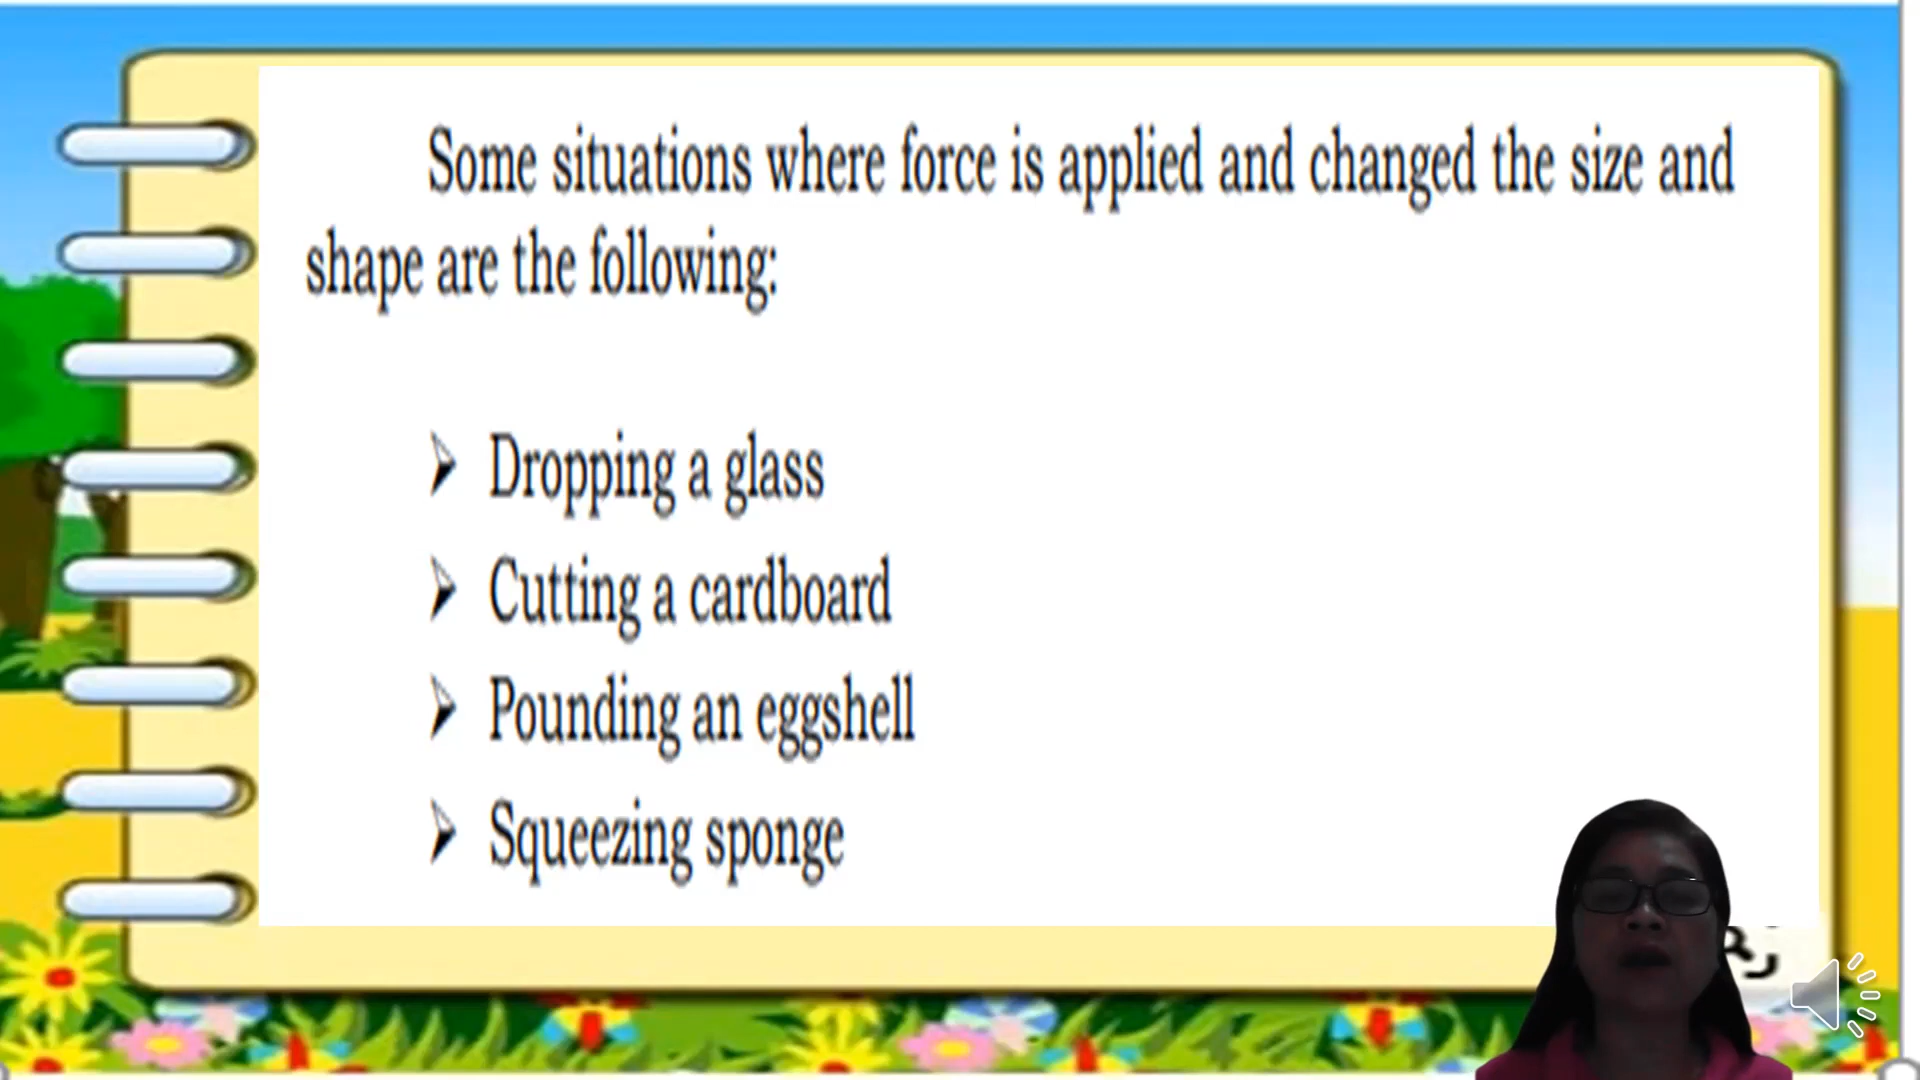 Some situations where force is applied and changed the size and
shape are the following:
Dropping a glass
Cutting a cardboard
Pounding an eggshell
Squeezing sponge